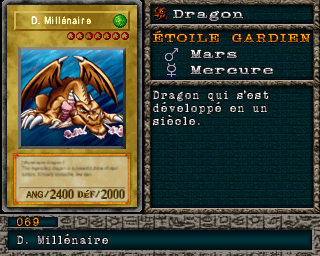 D. Millénaire
ANG/2400 DÉF/2000
Dragon
ÉTOILE GARDIEN
Mars
Mercure
Dragon qui s'est
développé en un
siècle.
069
D. Millénaire